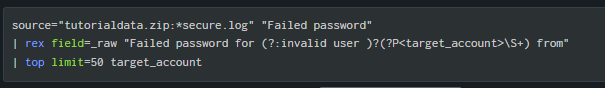 source="tutorialdata.zip:*secure.log" "Failed password"
| rex field=_raw "Failed password for (?:invalid user )?(?P<target_account>\S+) from"
| top limit=50 target_account